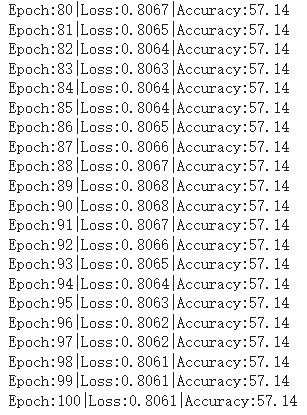 Epoch:80|Loss:0.8067|Accuracy:57.14
Epoch:81|Loss:0.8065|Accuracy:57.14
Epoch:82|Loss:0.8064|Accuracy:57.14
Epoch:83|Loss:0.8063|Accuracy:57.14
Epoch:84|Loss:0.8064|Accuracy:57.14
Epoch:85|Loss:0.8064|Accuracy:57.14
Epoch:86|Loss:0.8065|Accuracy:57.14
Epoch:87|Loss:0.8066|Accuracy:57.14
Epoch:88|Loss:0.8067|Accuracy:57.14
Epoch:89|Loss:0.8068|Accuracy:57.14
Epoch:90|Loss:0.8068|Accuracy:57.14
Epoch:91|Loss:0.8067|Accuracy:57.14
Epoch:92|Loss:0.8066|Accuracy:57.14
Epoch:93|Loss:0.8065|Accuracy:57.14
Epoch:94|Loss:0.8064|Accuracy:57.14
Epoch:95|Loss:0.8063|Accuracy:57.14
Epoch:96|Loss:0.8062|Accuracy:57.14
Epoch:97|Loss:0.8062|Accuracy:57.14
Epoch:98|Loss:0.8061|Accuracy:57.14
Epoch:99|Loss:0.8061|Accuracy:57.14
Epoch:100|Loss:0.8061|Accuracy:57.14